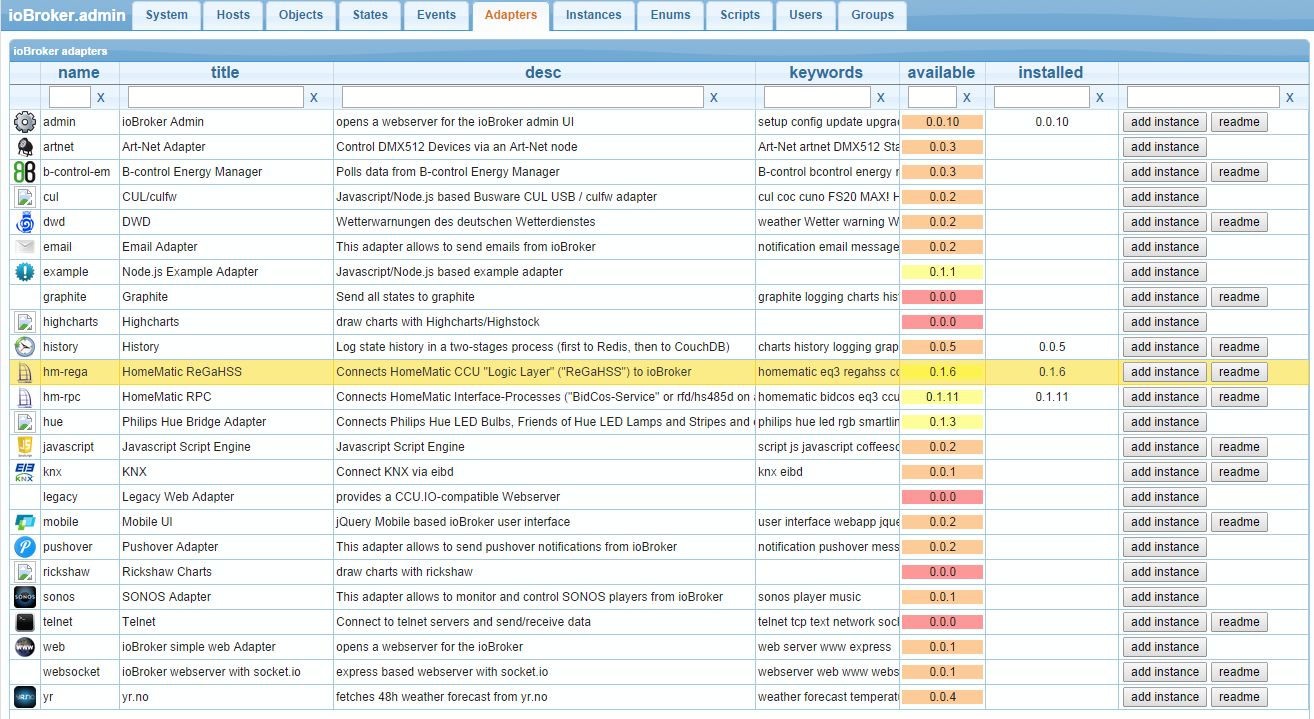 ioBroker.admin System Hosts Objects States Events Adapters Instances Enums Scripts Users Groups
ioBroker adapters
name title desc keywords available installed
x x x x x x x
admin ioBroker Admin opens a webserver for the ioBroker admin UI setup config update upgra 0.0.10 0.0.10 add instance readme
artnet Art-Net Adapter Control DMX512 Devices via an Art-Net node Art-Net artnet DMX512 Sta 0.0.3 add instance
b-control-em B-control Energy Manager Polls data from B-control Energy Manager B-control bcontrol energy r 0.0.3 add instance readme
cul CUL/culfw Javascript/Node.js based Busware CUL USB / culfw adapter cul coc cuno FS20 MAX! H 0.0.2 add instance
dwd DWD Wetterwarnungen des deutschen Wetterdienstes weather Wetter warning W 0.0.2 add instance readme
email Email Adapter This adapter allows to send emails from ioBroker notification email message 0.0.2 add instance
example Node.js Example Adapter Javascript/Node.js based example adapter 0.1.1 add instance
graphite Graphite Send all states to graphite graphite logging charts his 0.0.0 add instance readme
highcharts Highcharts draw charts with Highcharts/Highstock 0.0.0 add instance
history History Log state history in a two-stages process (first to Redis, then to CouchDB) charts history logging grap 0.0.5 0.0.5 add instance readme
hm-rega HomeMatic ReGaHSS Connects HomeMatic CCU "Logic Layer" ("ReGaHSS") to ioBroker homematic eq3 regahss cc 0.1.6 0.1.6 add instance readme
hm-rpc HomeMatic RPC Connects HomeMatic Interface-Processes ("BidCos-Service" or rfd/hs485d on homematic bidcos eq3 ccu 0.1.11 0.1.11 add instance readme
hue Philips Hue Bridge Adapter Connects Philips Hue LED Bulbs, Friends of Hue LED Lamps and Stripes and philips hue led rgb smartlin 0.1.3 add instance
javascript Javascript Script Engine Javascript Script Engine script js javascript coffeesc 0.0.2 add instance readme
knx KNX Connect KNX via eibd knx eibd 0.0.1 add instance readme
legacy Legacy Web Adapter provides a CCU.IO-compatible Webserver 0.0.0 add instance
mobile Mobile UI jQuery Mobile based ioBroker user interface user interface webapp jque 0.0.2 add instance readme
pushover Pushover Adapter This adapter allows to send pushover notifications from ioBroker notification pushover mess 0.0.2 add instance
rickshaw Rickshaw Charts draw charts with rickshaw 0.0.0 add instance
SONOS sonos SONOS Adapter This adapter allows to monitor and control SONOS players from ioBroker sonos player music 0.0.1 add instance
telnet Telnet Connect to telnet servers and send/receive data telnet tcp text network soc 0.0.0 add instance readme
www web ioBroker simple web Adapter opens a webserver for the ioBroker web server www express 0.0.1 add instance
websocket ioBroker webserver with socket.io express based webserver with socket.io webserver web www webs 0.0.1 add instance readme
yr yr.no fetches 48h weather forecast from yr.no weather forecast temperatu 0.0.4 add instance readme